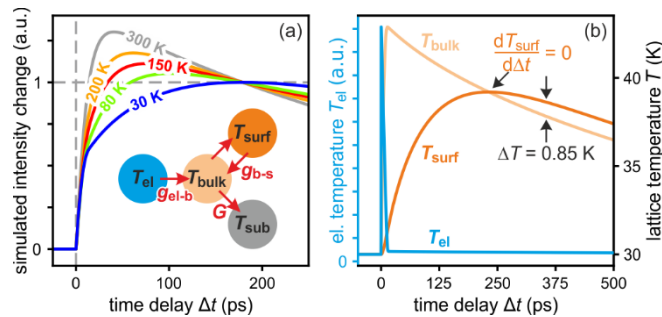 simulated intensity change (a.u.)
1
0
(a)
300 K
200 K
150 K
80 K
30 K
T_surf
T_el
T_bulk
g_el-b
g_b-s
G
T_sub
0
100
200
time delay Δt (ps)
(b)
el. temperature T_el (a.u.)
0
T_bulk
dT_surf
dΔt
= 0
T_surf
ΔT = 0.85 K
T_el
40
35
30
lattice temperature T (K)
0
125
250
375
500
time delay Δt (ps)